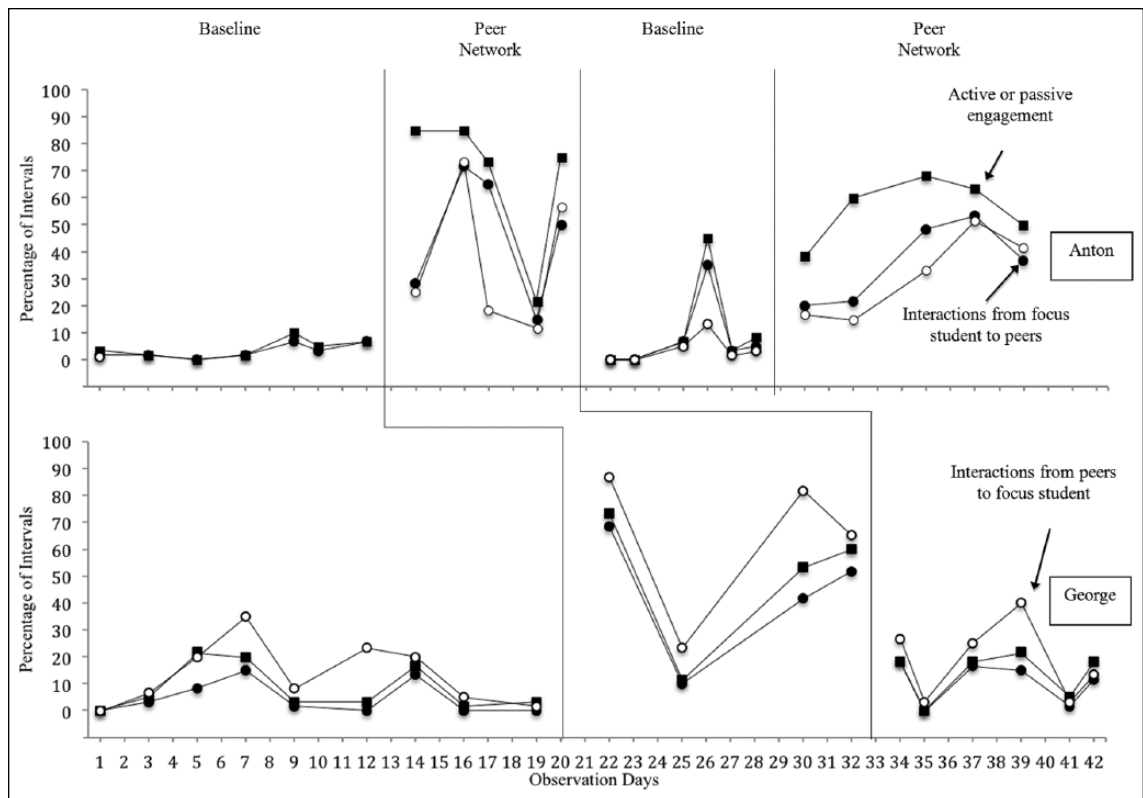 Baseline
Peer
Network
Baseline
Peer
Network
Percentage of Intervals
100
90
80
70
60
50
40
30
20
10
0
Active or passive
engagement
Anton
Interactions from focus
student to peers
Percentage of Intervals
100
90
80
70
60
50
40
30
20
10
0
Interactions from peers
to focus student
George
1 2 3 4 5 6 7 8 9 10 11 12 13 14 16 17 18 19 20 21 22 23 25 26 27 28 29 30 31 32 33 34 35 36 37 38 39 40 41 42
Observation Days